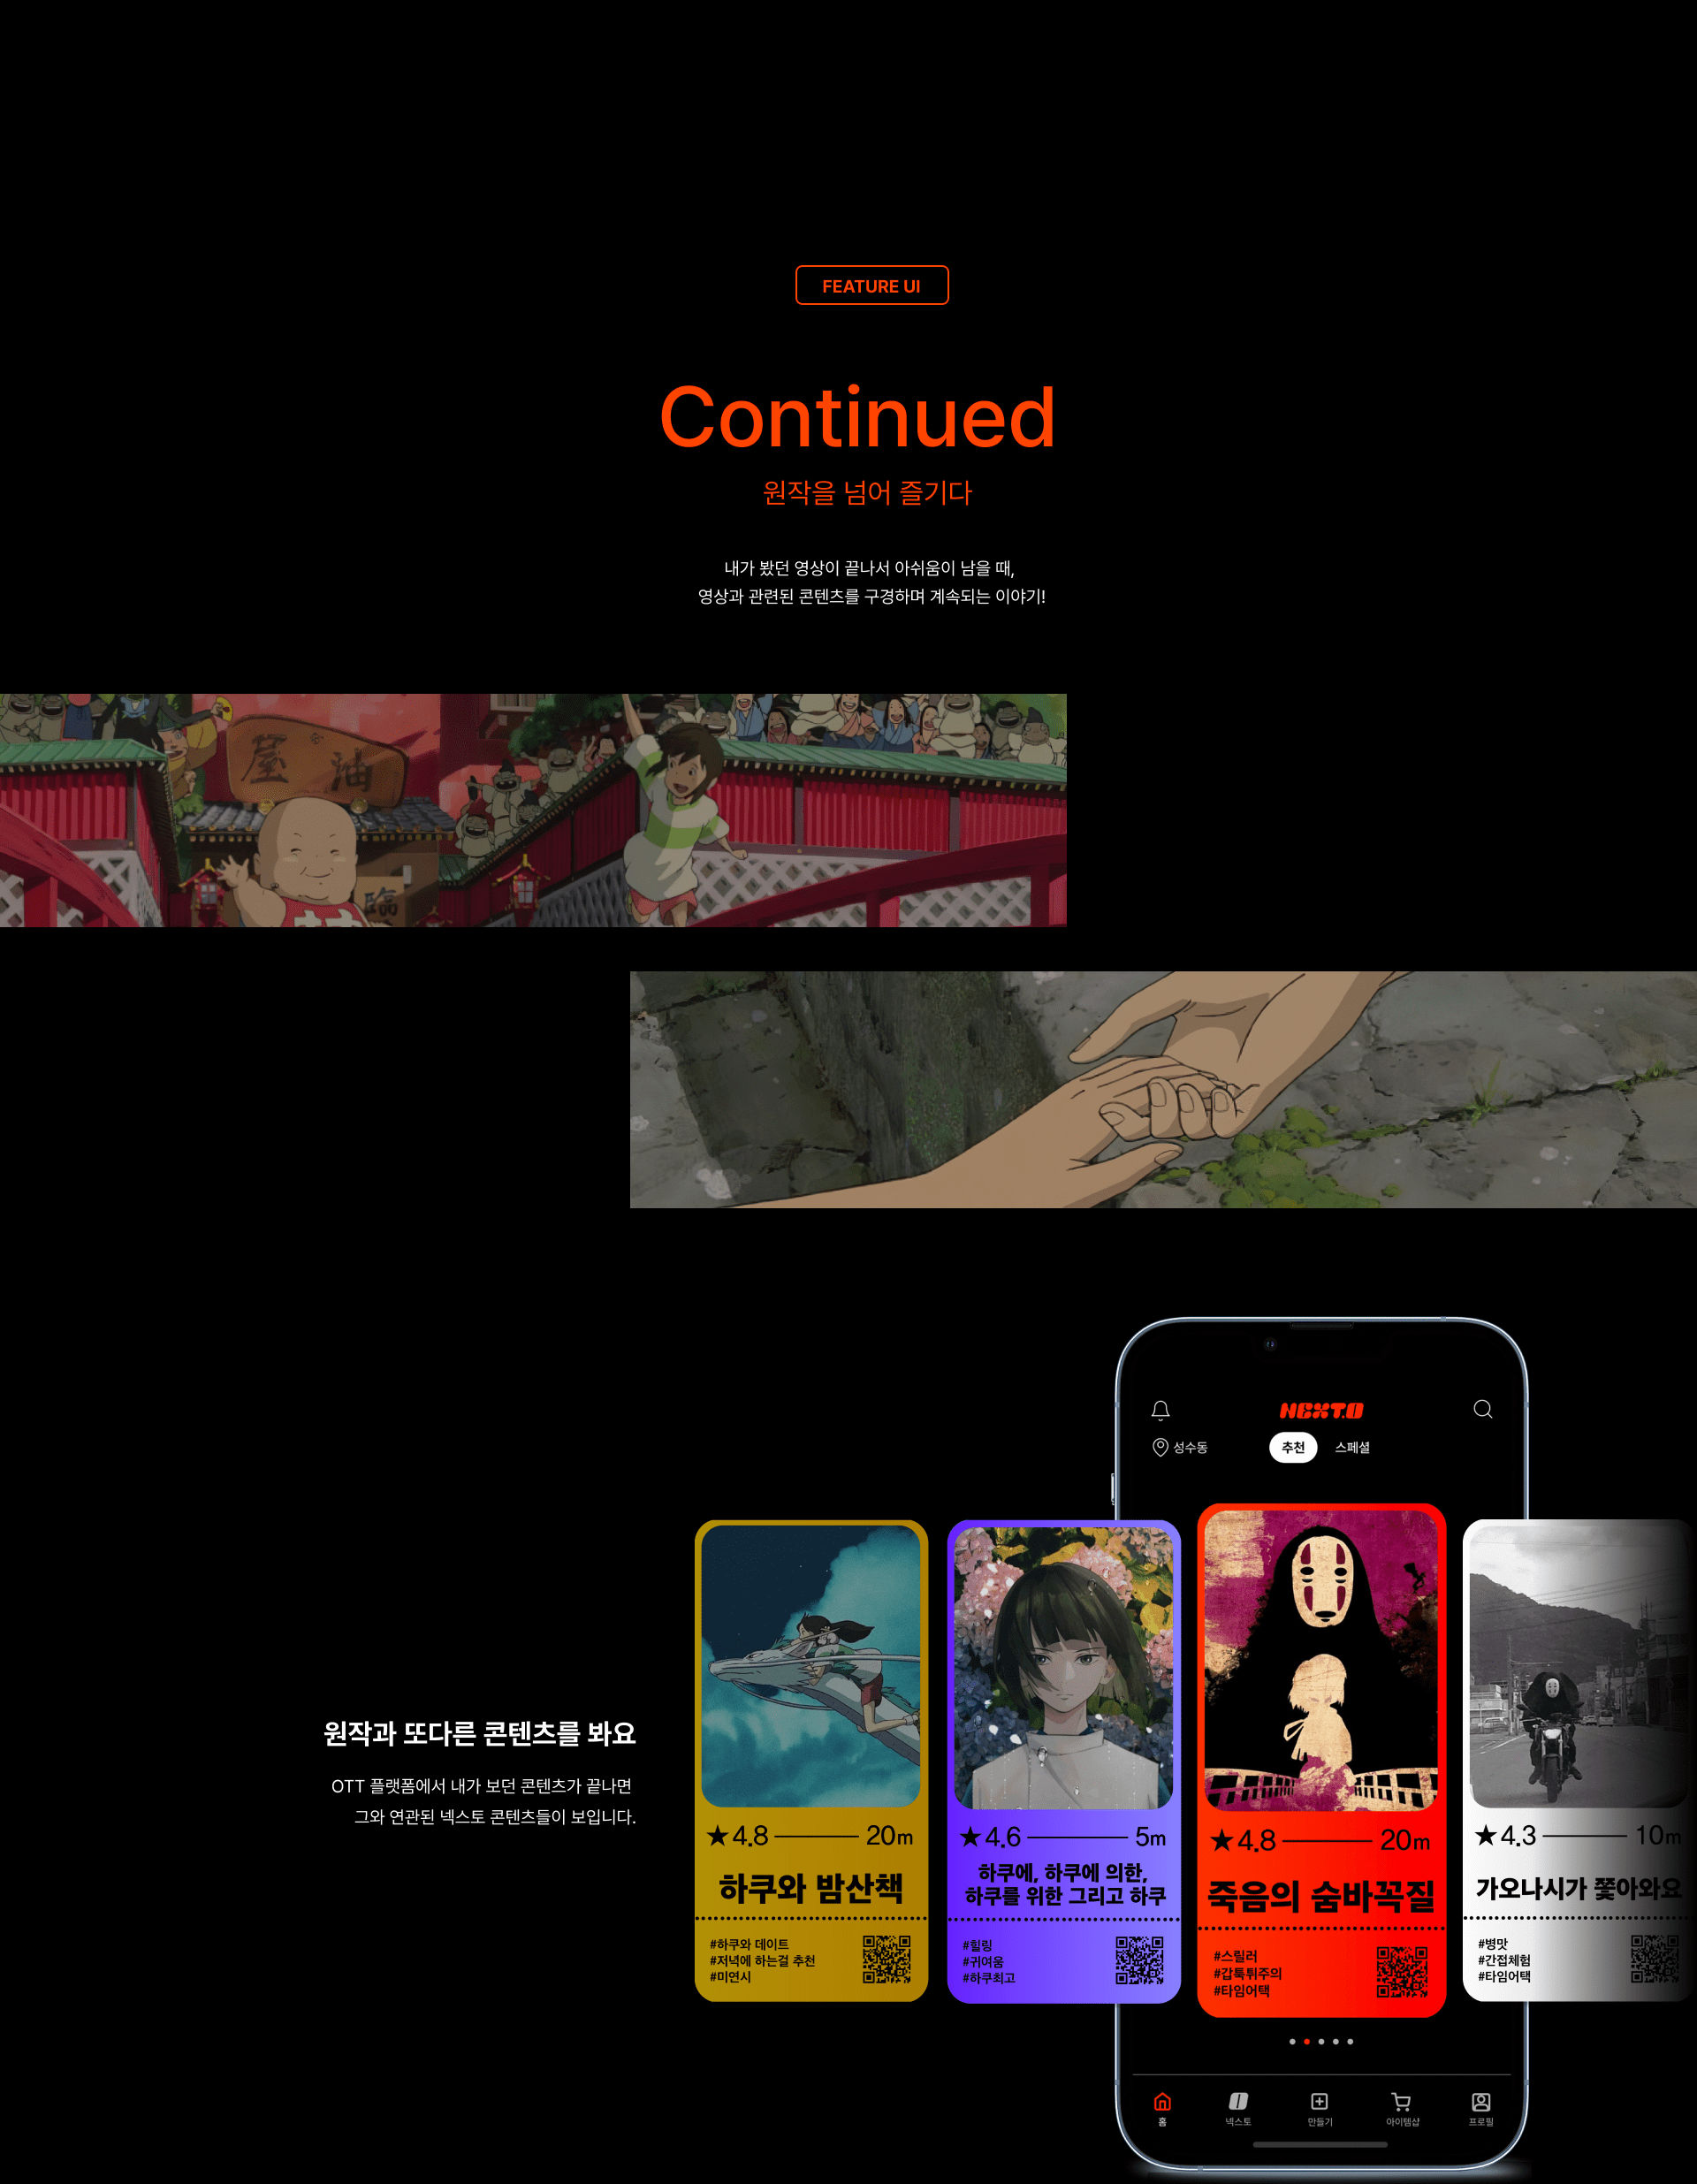 FEATURE UI
Continued
원작을 넘어 즐기다
내가 봤던 영상이 끝나서 아쉬움이 남을 때,
영상과 관련된 콘텐츠를 구경하며 계속되는 이야기!
屋 油
臨
NEXT.O
성수동 추천 스페셜
원작과 또다른 콘텐츠를 봐요
OTT 플랫폼에서 내가 보던 콘텐츠가 끝나면
그와 연관된 넥스토 콘텐츠들이 보입니다.
★4.8 20m
하쿠와 밤산책
#하쿠와 데이트
#저녁에 하는걸 추천
#미연시
★4.6 5m
하쿠에, 하쿠에 의한,
하쿠를 위한 그리고 하쿠
#힐링
#귀여움
#하쿠최고
★4.8 20m
죽음의 숨바꼭질
#스릴러
#갑툭튀주의
#타임어택
★4.3 10m
가오나시가 쫓아와요
#병맛
#간접체험
#타임어택
홈 넥스토 만들기 아이템샵 프로필